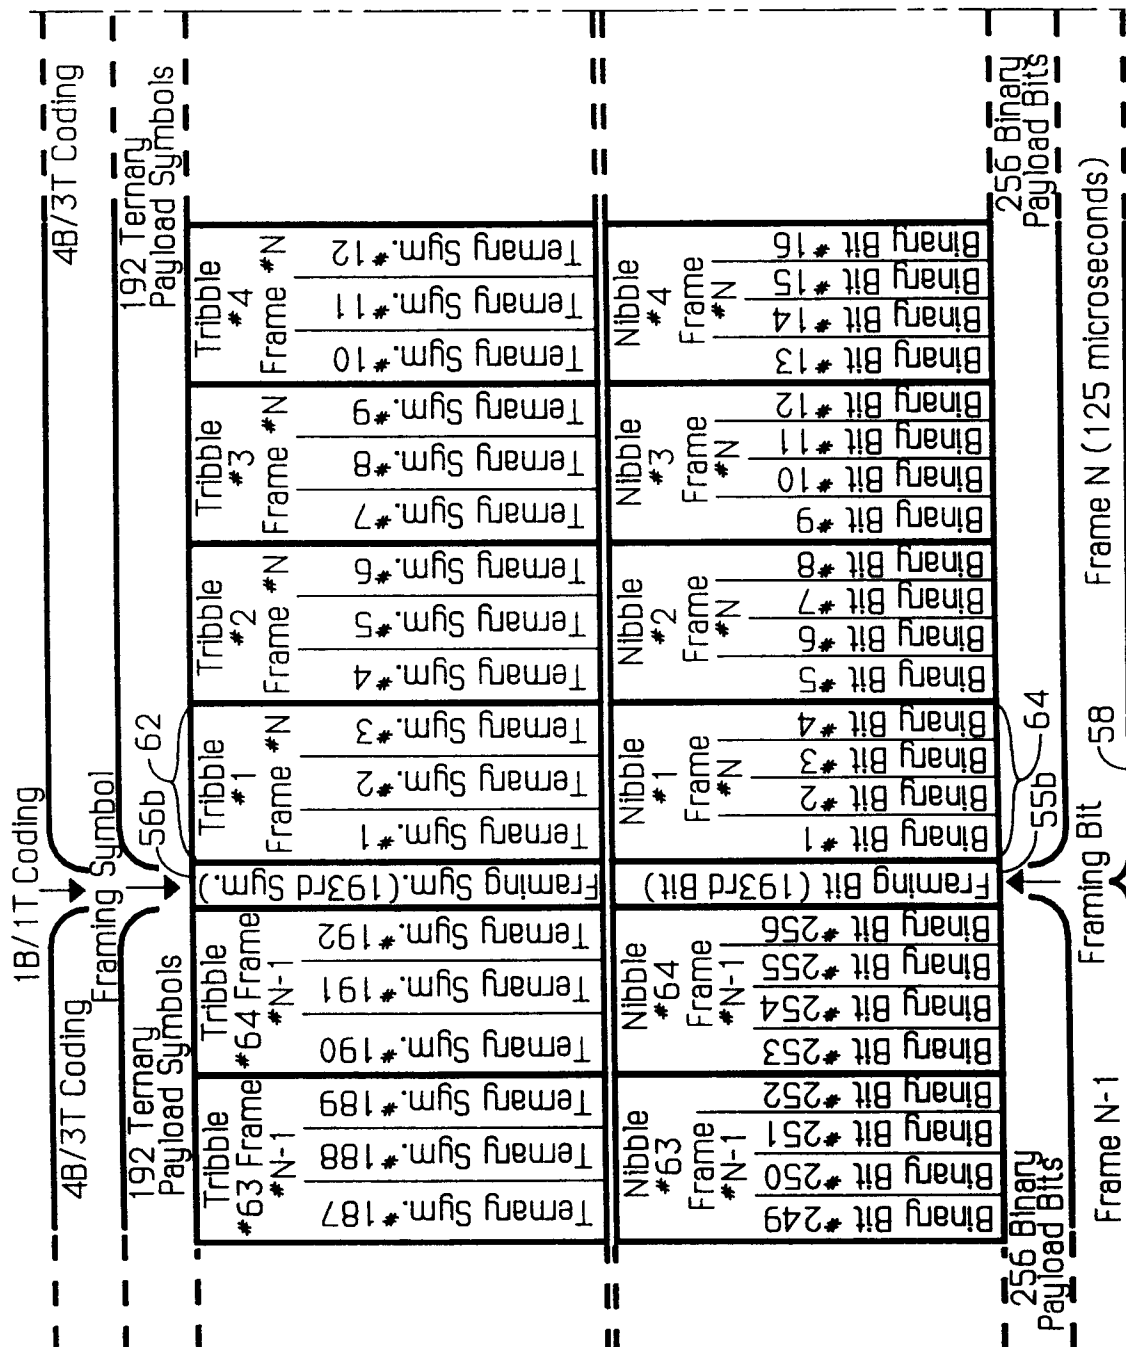 1B/1T Coding
4B/3T Coding
4B/3T Coding
Framing Symbol
192 Ternary
Payload Symbols
192 Ternary
Payload Symbols
56b
62
Tribble
#63 Frame
#N-1
Tribble
#64 Frame
#N-1
Tribble
#1
Frame #N
Tribble
#2
Frame #N
Tribble
#3
Frame #N
Tribble
#4
Frame #N
Ternary Sym.#187
Ternary Sym.#188
Ternary Sym.#189
Ternary Sym.#190
Ternary Sym.#191
Ternary Sym.#192
Framing Sym.(193rd Sym.)
Ternary Sym.#1
Ternary Sym.#2
Ternary Sym.#3
Ternary Sym.#4
Ternary Sym.#5
Ternary Sym.#6
Ternary Sym.#7
Ternary Sym.#8
Ternary Sym.#9
Ternary Sym.#10
Ternary Sym.#11
Ternary Sym.#12
Nibble
#63
Frame
#N-1
Nibble
#64
Frame
#N-1
Nibble
#1
Frame
#N
Nibble
#2
Frame
#N
Nibble
#3
Frame
#N
Nibble
#4
Frame
#N
Binary Bit #249
Binary Bit #250
Binary Bit #251
Binary Bit #252
Binary Bit #253
Binary Bit #254
Binary Bit #255
Binary Bit #256
Framing Bit (193rd Bit)
Binary Bit #1
Binary Bit #2
Binary Bit #3
Binary Bit #4
Binary Bit #5
Binary Bit #6
Binary Bit #7
Binary Bit #8
Binary Bit #9
Binary Bit #10
Binary Bit #11
Binary Bit #12
Binary Bit #13
Binary Bit #14
Binary Bit #15
Binary Bit #16
256 Binary
Payload Bits
256 Binary
Payload Bits
55b
64
Framing Bit
58
Frame N-1
Frame N (125 microseconds)